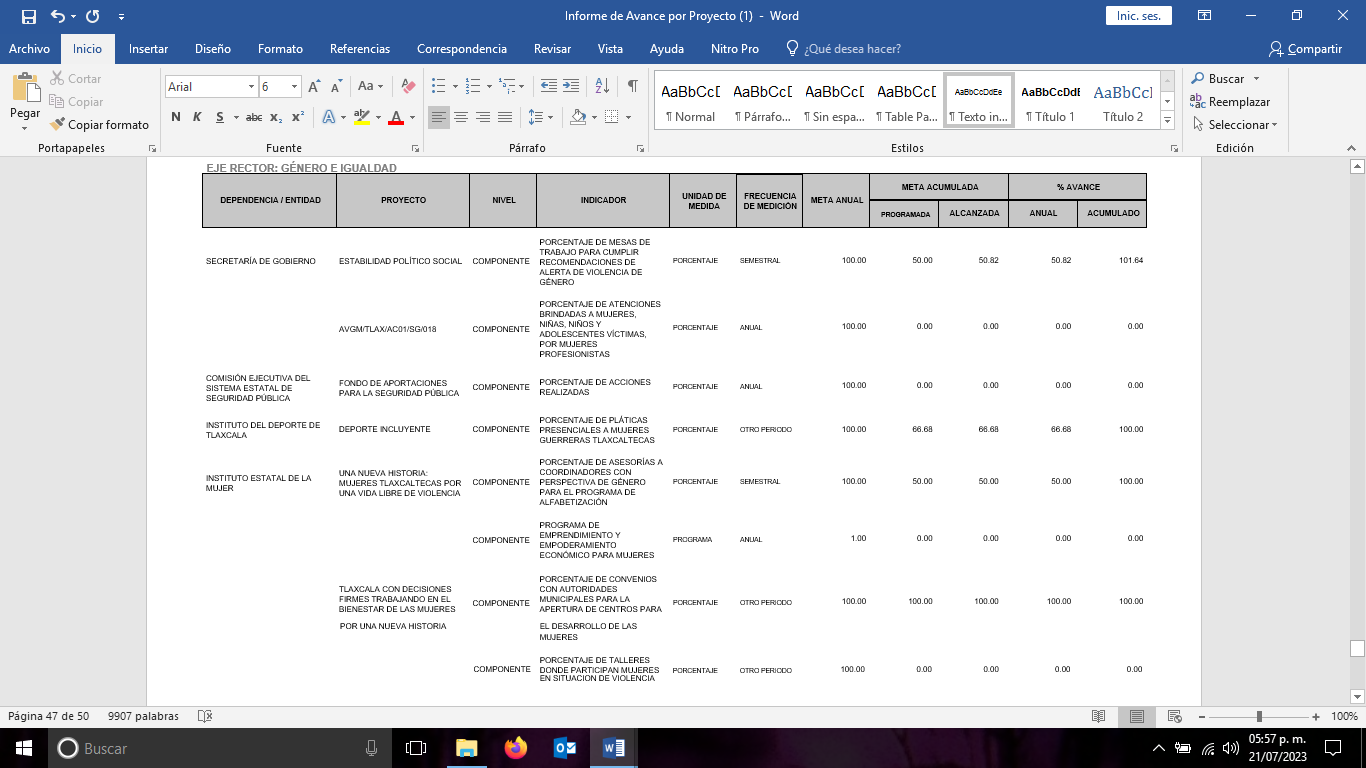 Informe de Avance por Proyecto (1) - Word
Inic. ses.
Archivo Inicio Insertar Diseño Formato Referencias Correspondencia Revisar Vista Ayuda Nitro Pro ¿Qué desea hacer? Compartir
Pegar
Cortar
Copiar
Copiar formato
Portapapeles
Arial 6
Aa
N K S abc x₂ x²
Fuente
Párrafo
AaBbCcI AaBbCcI AaBbCcI AaBbCcI AaBbCcDdEe AaBbCcDdE AaBbCcI
¶ Normal ¶ Párrafo... ¶ Sin espa... ¶ Table Pa... ¶ Texto in... ¶ Título 1 Título 2
Estilos
Buscar
Reemplazar
Seleccionar
Edición
EJE RECTOR: GÉNERO E IGUALDAD
DEPENDENCIA / ENTIDAD PROYECTO NIVEL INDICADOR UNIDAD DE MEDIDA FRECUENCIA DE MEDICIÓN META ANUAL META ACUMULADA % AVANCE
PROGRAMADA ALCANZADA ANUAL ACUMULADO
SECRETARÍA DE GOBIERNO ESTABILIDAD POLÍTICO SOCIAL COMPONENTE
PORCENTAJE DE MESAS DE
TRABAJO PARA CUMPLIR
RECOMENDACIONES DE
ALERTA DE VIOLENCIA DE
GÉNERO
PORCENTAJE SEMESTRAL 100.00 50.00 50.82 50.82 101.64
AVGM/TLAX/AC01/SG/018 COMPONENTE
PORCENTAJE DE ATENCIONES
BRINDADAS A MUJERES,
NIÑAS, NIÑOS Y
ADOLESCENTES VÍCTIMAS,
POR MUJERES
PROFESIONISTAS
PORCENTAJE ANUAL 100.00 0.00 0.00 0.00 0.00
COMISIÓN EJECUTIVA DEL
SISTEMA ESTATAL DE
SEGURIDAD PÚBLICA
FONDO DE APORTACIONES
PARA LA SEGURIDAD PÚBLICA
COMPONENTE
PORCENTAJE DE ACCIONES
REALIZADAS
PORCENTAJE ANUAL 100.00 0.00 0.00 0.00 0.00
INSTITUTO DEL DEPORTE DE
TLAXCALA
DEPORTE INCLUYENTE COMPONENTE
PORCENTAJE DE PLÁTICAS
PRESENCIALES A MUJERES
GUERRERAS TLAXCALTECAS
PORCENTAJE OTRO PERIODO 100.00 66.68 66.68 66.68 100.00
INSTITUTO ESTATAL DE LA
MUJER
UNA NUEVA HISTORIA:
MUJERES TLAXCALTECAS POR
UNA VIDA LIBRE DE VIOLENCIA
COMPONENTE
PORCENTAJE DE ASESORÍAS A
COORDINADORES CON
PERSPECTIVA DE GÉNERO
PARA EL PROGRAMA DE
ALFABETIZACIÓN
PORCENTAJE SEMESTRAL 100.00 50.00 50.00 50.00 100.00
COMPONENTE
PROGRAMA DE
EMPRENDIMIENTO Y
EMPODERAMIENTO
ECONÓMICO PARA MUJERES
PROGRAMA ANUAL 1.00 0.00 0.00 0.00 0.00
TLAXCALA CON DECISIONES
FIRMES TRABAJANDO EN EL
BIENESTAR DE LAS MUJERES
POR UNA NUEVA HISTORIA
COMPONENTE
PORCENTAJE DE CONVENIOS
CON AUTORIDADES
MUNICIPALES PARA LA
APERTURA DE CENTROS PARA
EL DESARROLLO DE LAS
MUJERES
PORCENTAJE OTRO PERIODO 100.00 100.00 100.00 100.00 100.00
COMPONENTE
PORCENTAJE DE TALLERES
DONDE PARTICIPAN MUJERES
EN SITUACION DE VIOLENCIA
PORCENTAJE OTRO PERIODO 100.00 0.00 0.00 0.00 0.00
Página 47 de 50 9907 palabras 100%
Buscar
05:57 p. m.
21/07/2023